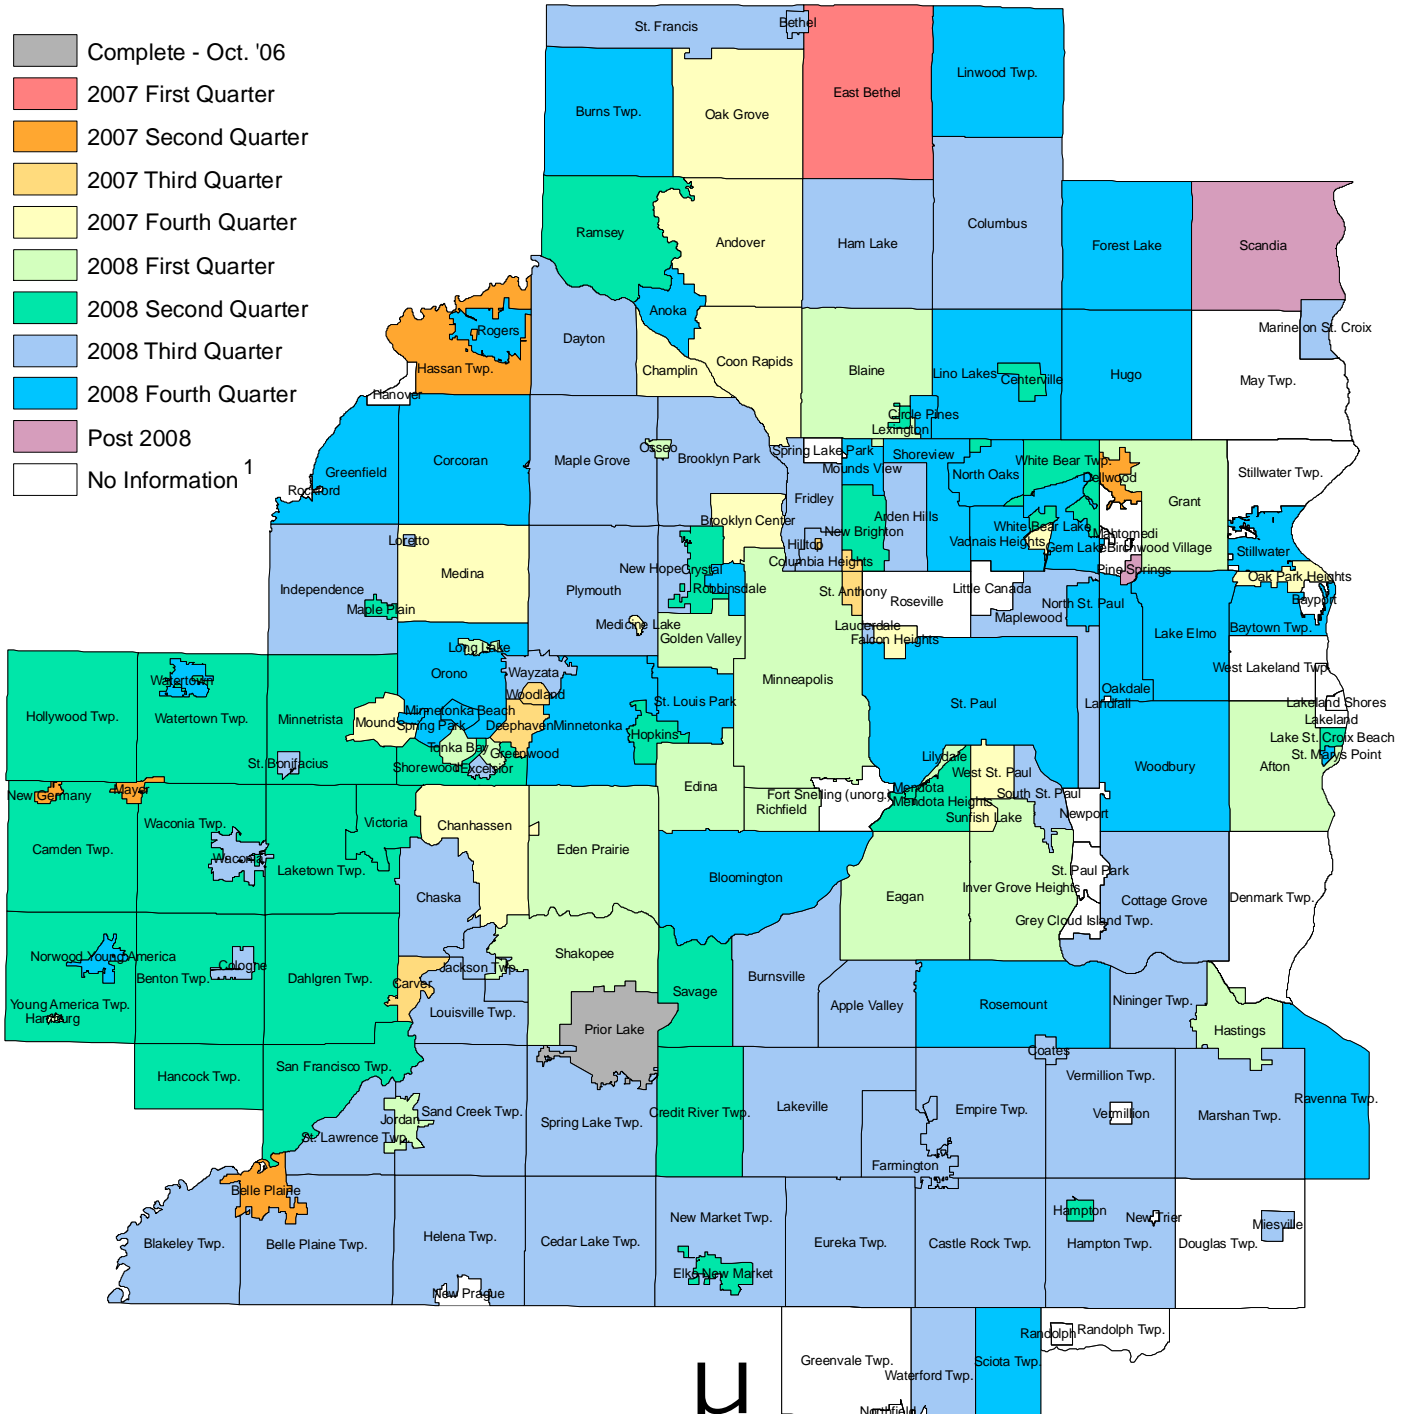 Complete - Oct. '06
2007 First Quarter
2007 Second Quarter
2007 Third Quarter
2007 Fourth Quarter
2008 First Quarter
2008 Second Quarter
2008 Third Quarter
2008 Fourth Quarter
Post 2008
No Information 1
St. Francis
Bethel
Burns Twp.
Oak Grove
East Bethel
Linwood Twp.
Ramsey
Andover
Ham Lake
Columbus
Forest Lake
Scandia
Anoka
Rogers
Hassan Twp.
Dayton
Champlin
Coon Rapids
Blaine
Lino Lakes
Centerville
Hugo
May Twp.
Marine on St. Croix
Hanover
Circle Pines
Lexington
Greenfield
Corcoran
Rockford
Maple Grove
Osseo
Brooklyn Park
Spring Lake Park
Mounds View
Shoreview
North Oaks
White Bear Twp.
Dellwood
Grant
Stillwater Twp.
Fridley
Brooklyn Center
New Brighton
Arden Hills
White Bear Lake
Vadnais Heights
Gem Lake
Mahtomedi
Birchwood Village
Stillwater
Hilltop
Columbia Heights
Pine Springs
Oak Park Heights
Bayport
Loretto
Medina
Independence
Maple Plain
Plymouth
New Hope
Crystal
Robbinsdale
Medicine Lake
Golden Valley
St. Anthony
Roseville
Lauderdale
Falcon Heights
Little Canada
Maplewood
North St. Paul
Lake Elmo
Baytown Twp.
West Lakeland Twp.
Long Lake
Orono
Wayzata
Woodland
Minneapolis
St. Paul
Oakdale
Landfall
Lakeland Shores
Lakeland
Lake St. Croix Beach
St. Marys Point
Hollywood Twp.
Watertown
Watertown Twp.
Minnetrista
Mound
Minnetonka Beach
Spring Park
Deephaven
Minnetonka
St. Louis Park
Hopkins
Tonka Bay
Greenwood
Shorewood
Excelsior
St. Bonifacius
Lilydale
West St. Paul
South St. Paul
Mendota
Mendota Heights
Sunfish Lake
Newport
Woodbury
Afton
New Germany
Mayer
Edina
Richfield
Fort Snelling (unorg.)
Camden Twp.
Waconia Twp.
Waconia
Victoria
Laketown Twp.
Chanhassen
Eden Prairie
Bloomington
Eagan
Inver Grove Heights
St. Paul Park
Grey Cloud Island Twp.
Cottage Grove
Denmark Twp.
Chaska
Norwood Young America
Benton Twp.
Cologne
Dahlgren Twp.
Young America Twp.
Hamburg
Carver
Jackson Twp.
Louisville Twp.
Shakopee
Prior Lake
Savage
Burnsville
Apple Valley
Rosemount
Nininger Twp.
Hastings
Coates
Hancock Twp.
San Francisco Twp.
Sand Creek Twp.
Jordan
St. Lawrence Twp.
Spring Lake Twp.
Credit River Twp.
Lakeville
Empire Twp.
Farmington
Vermillion Twp.
Vermillion
Marshan Twp.
Ravenna Twp.
Belle Plaine
Blakeley Twp.
Belle Plaine Twp.
Helena Twp.
New Prague
Cedar Lake Twp.
New Market Twp.
Elko New Market
Eureka Twp.
Castle Rock Twp.
Hampton
Hampton Twp.
New Trier
Douglas Twp.
Miesville
Greenvale Twp.
Waterford Twp.
Sciota Twp.
Randolph
Randolph Twp.
Northfield
µ